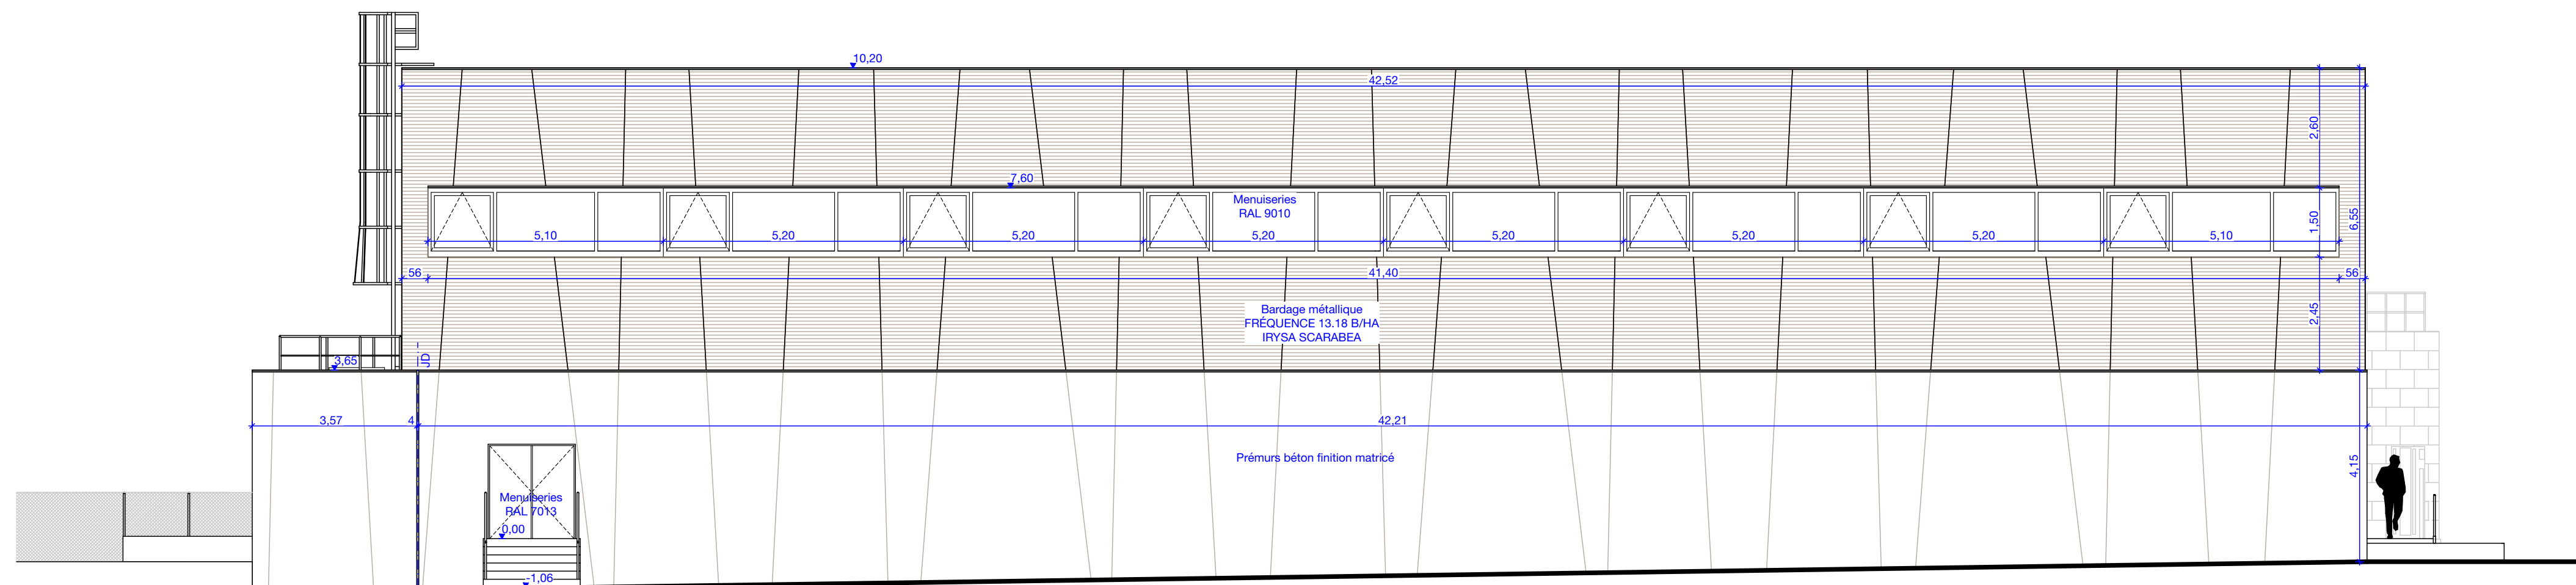 10,20
42,52
2,60
7,60
Menuiseries
RAL 9010
1,50
6,55
5,10
5,20
5,20
5,20
5,20
5,20
5,20
5,10
56
41,40
56
Bardage métallique
FRÉQUENCE 13.18 B/HA
IRYSA SCARABEA
2,45
3,65
JD
3,57
4
42,21
Prémurs béton finition matricé
4,15
Menuiseries
RAL 7013
0,00
-1,06